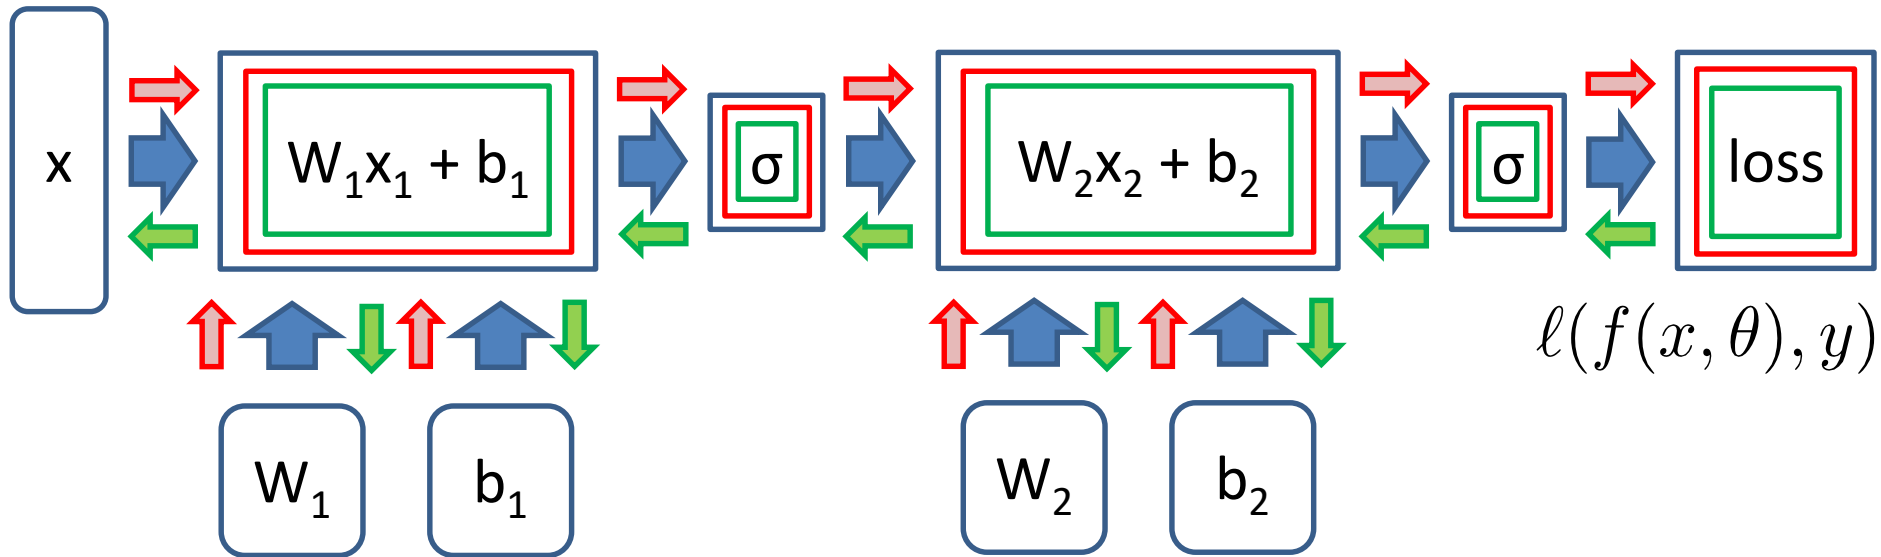 x
W₁x₁ + b₁
σ
W₂x₂ + b₂
σ
loss
ℓ(f(x, θ), y)
W₁
b₁
W₂
b₂